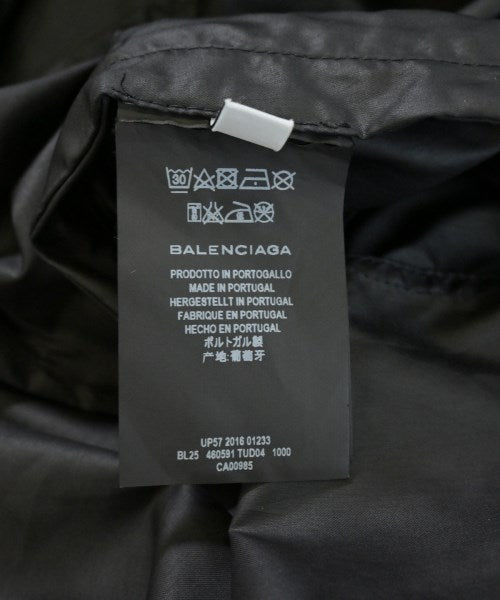 30
BALENCIAGA
PRODOTTO IN PORTOGALLO
MADE IN PORTUGAL
HERGESTELLT IN PORTUGAL
FABRIQUE EN PORTUGAL
HECHO EN PORTUGAL
ポルトガル製
产地:葡萄牙
UP57 2016 01233
BL25 460591 TUD04 1000
CA00985